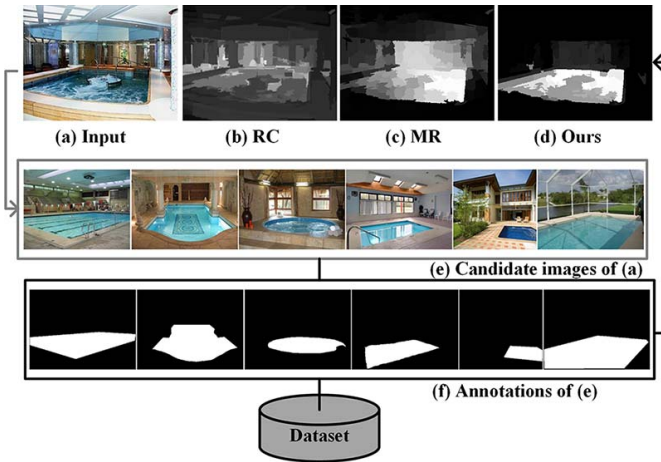 (a) Input
(b) RC
(c) MR
(d) Ours
(e) Candidate images of (a)
(f) Annotations of (e)
Dataset